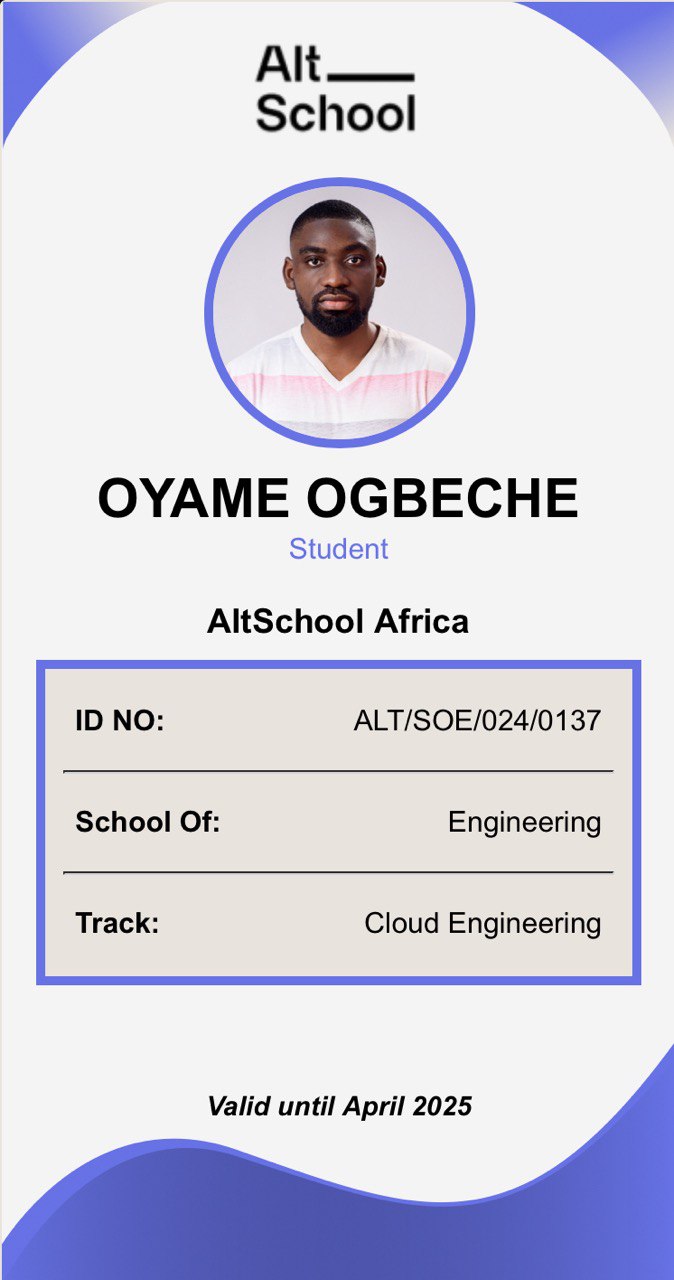 Alt
School
OYAME OGBECHE
Student
AltSchool Africa
ID NO: ALT/SOE/024/0137
School Of: Engineering
Track: Cloud Engineering
Valid until April 2025